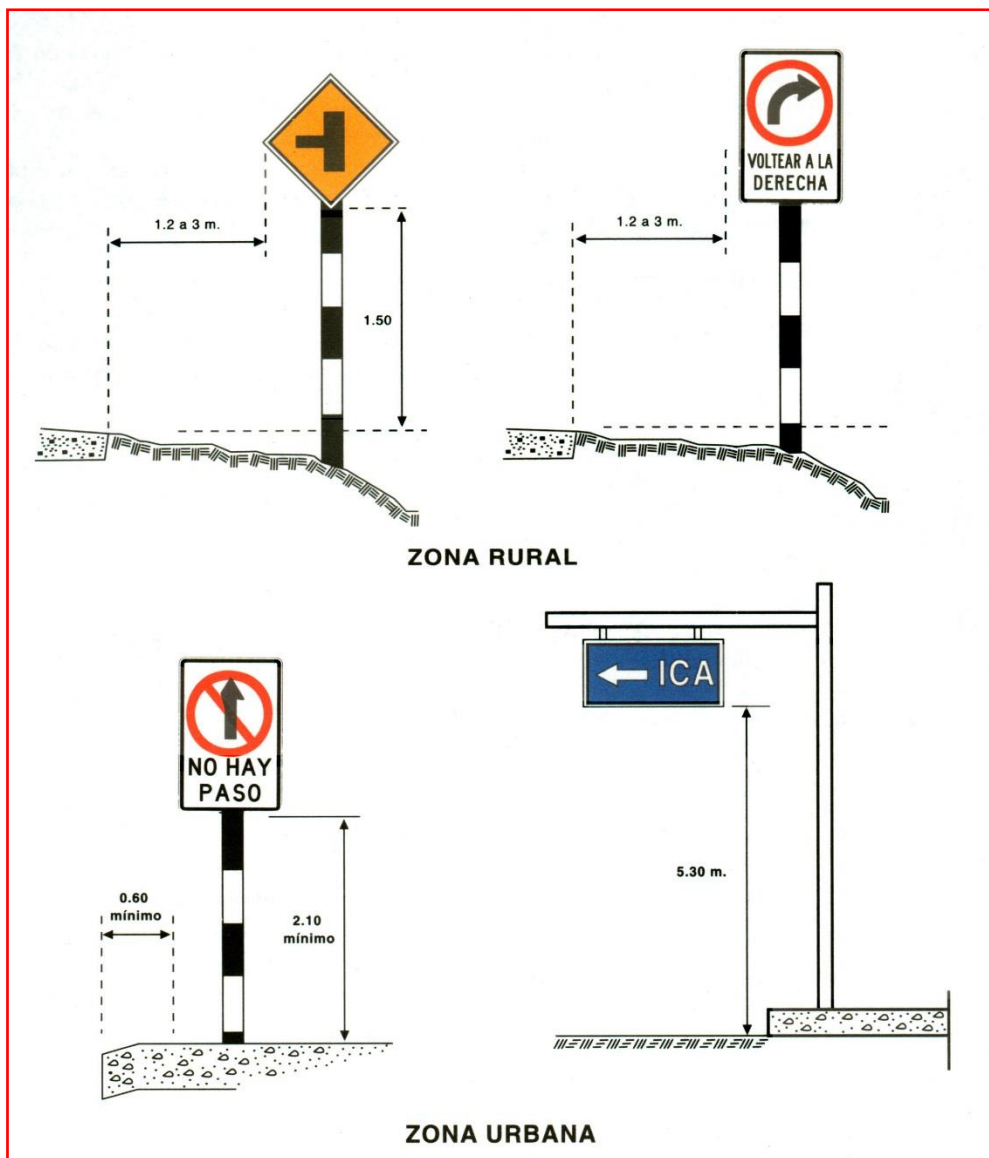 VOLTEAR A LA
DERECHA
1.2 a 3 m.
1.2 a 3 m.
1.50
ZONA RURAL
ICA
NO HAY
PASO
5.30 m.
0.60
mínimo
2.10
mínimo
ZONA URBANA